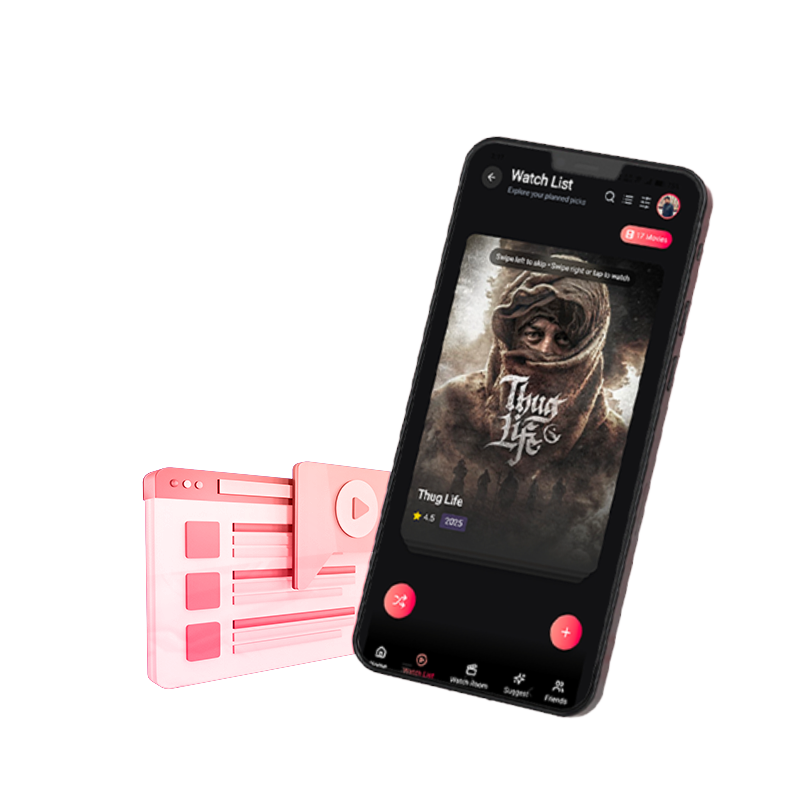 Watch List
Explore your planned picks
17 Movies
Swipe left to skip • Swipe right or tap to watch
Thug
Life
Thug Life
4.5 2025
Home
Watch List
Watch Room
Suggest
Friends